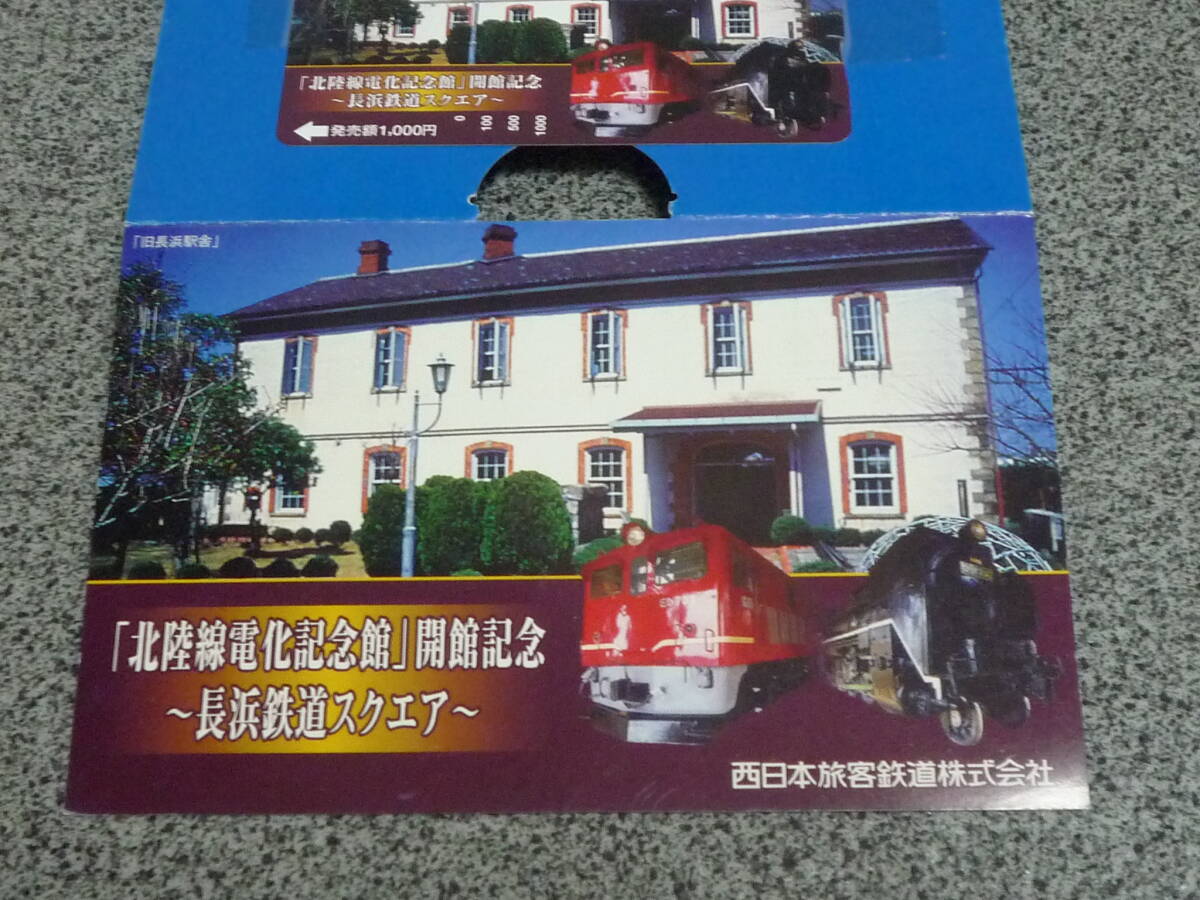 「北陸線電化記念館」開館記念
～長浜鉄道スクエア～
発売額1,000円
0
100
500
1000
「旧長浜駅舎」
「北陸線電化記念館」開館記念
～長浜鉄道スクエア～
西日本旅客鉄道株式会社